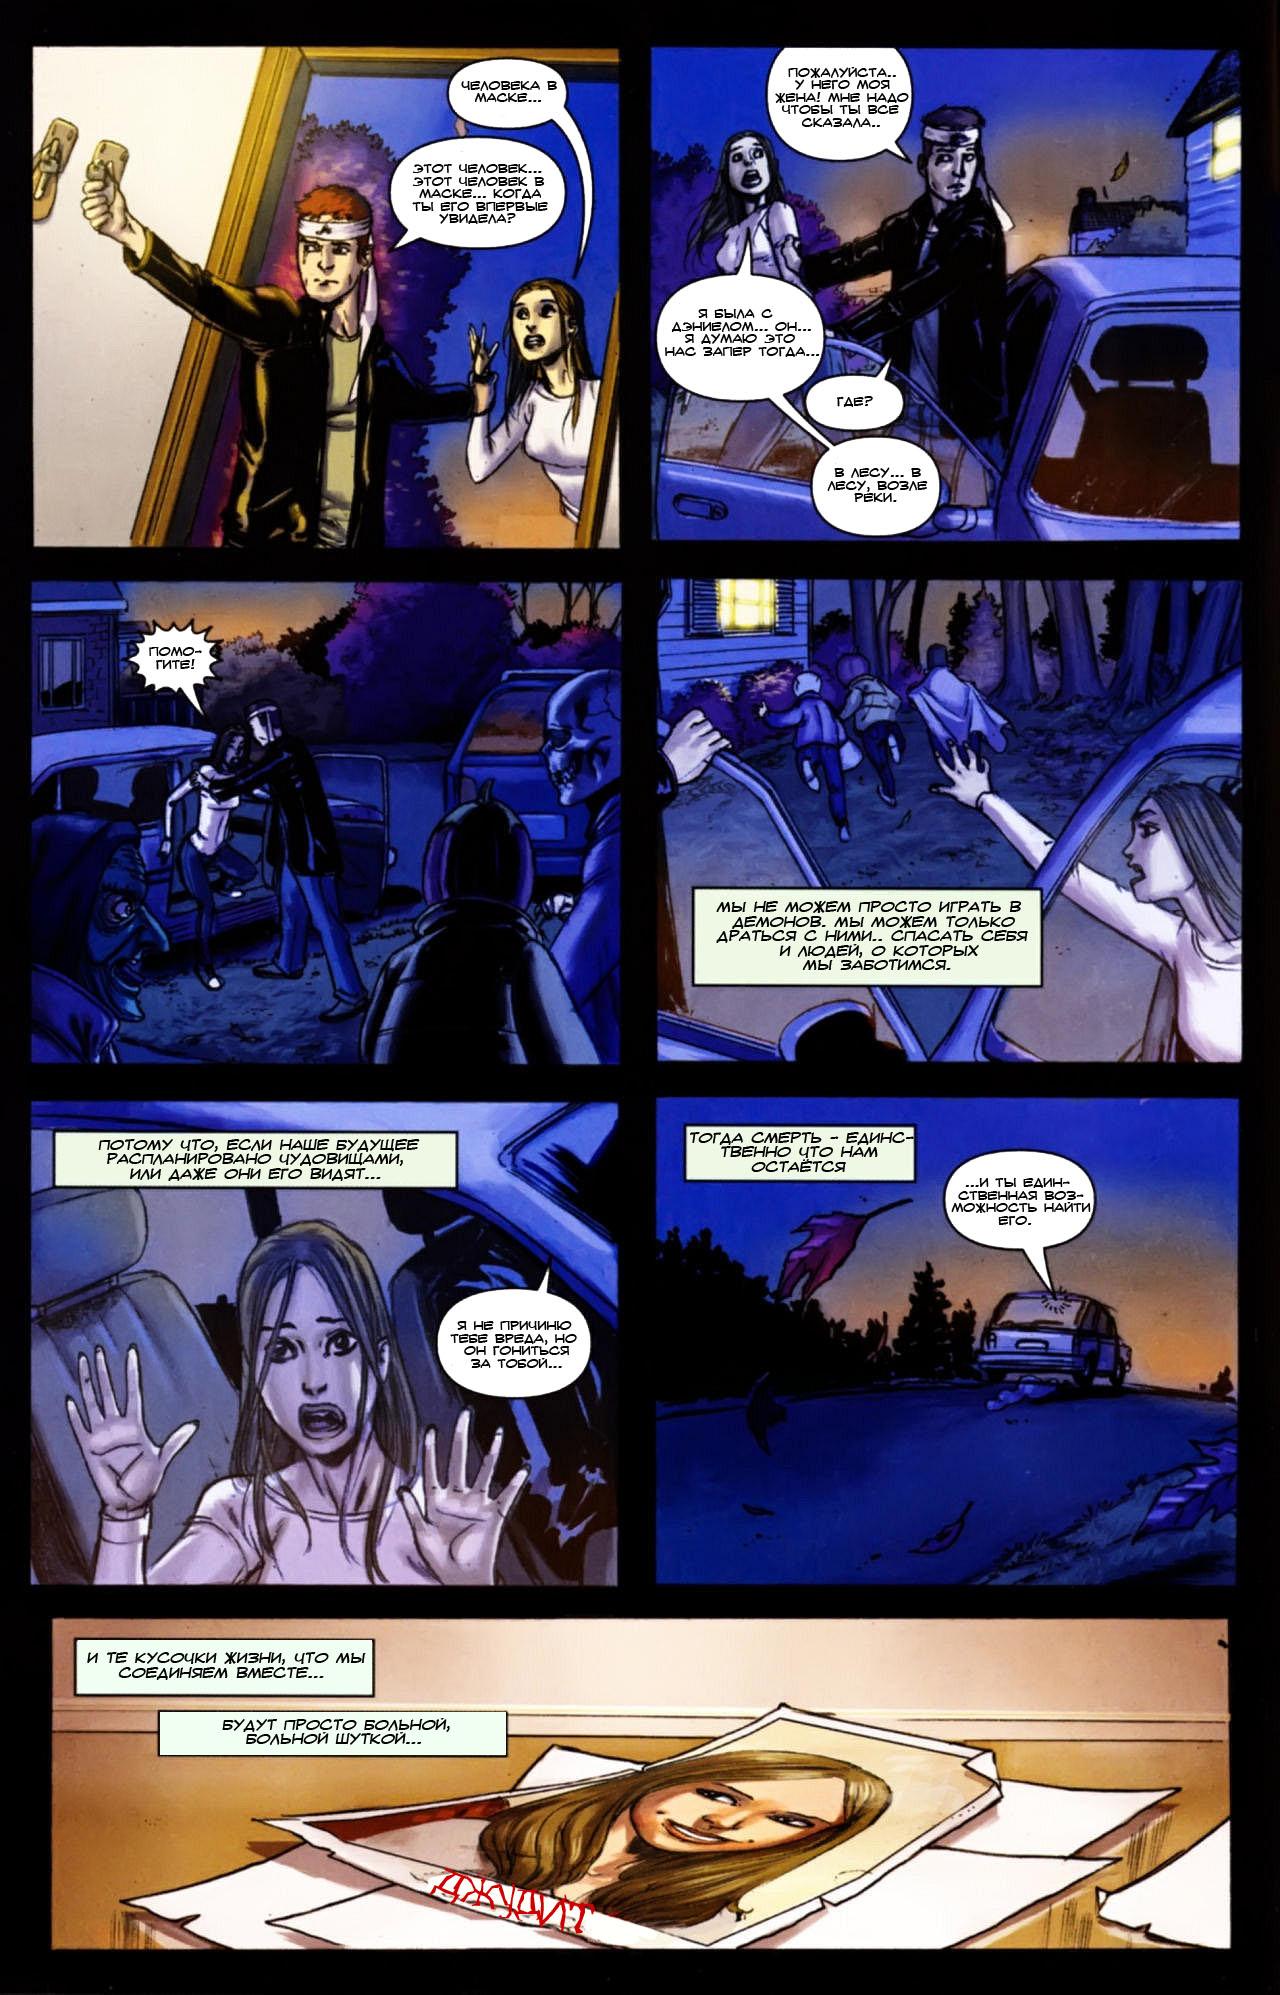 ЧЕЛОВЕКА В
МАСКЕ...
ЭТОТ ЧЕЛОВЕК...
ЭТОТ ЧЕЛОВЕК В
МАСКЕ... КОГДА
ТЫ ЕГО ВПЕРВЫЕ
УВИДЕЛА?
ПОЖАЛУЙСТА..
У НЕГО МОЯ
ЖЕНА! МНЕ НАДО
ЧТОБЫ ТЫ ВСЕ
СКАЗАЛА..
Я БЫЛА С
ДЭНИЕЛОМ... ОН...
Я ДУМАЮ ЭТО
НАС ЗАПЕР ТОГДА...
ГДЕ?
В ЛЕСУ... В
ЛЕСУ, ВОЗЛЕ
РЕКИ.
ПОМО-
ГИТЕ!
МЫ НЕ МОЖЕМ ПРОСТО ИГРАТЬ В
ДЕМОНОВ. МЫ МОЖЕМ ТОЛЬКО
ДРАТЬСЯ С НИМИ.. СПАСАТЬ СЕБЯ
И ЛЮДЕЙ, О КОТОРЫХ
МЫ ЗАБОТИМСЯ.
ПОТОМУ ЧТО, ЕСЛИ НАШЕ БУДУЩЕЕ
РАСПЛАНИРОВАНО ЧУДОВИЩАМИ,
ИЛИ ДАЖЕ ОНИ ЕГО ВИДЯТ...
Я НЕ ПРИЧИНЮ
ТЕБЕ ВРЕДА, НО
ОН ГОНИТЬСЯ
ЗА ТОБОЙ...
ТОГДА СМЕРТЬ - ЕДИНС-
ТВЕННО ЧТО НАМ
ОСТАЁТСЯ
...И ТЫ ЕДИН-
СТВЕННАЯ ВОЗ-
МОЖНОСТЬ НАЙТИ
ЕГО.
И ТЕ КУСОЧКИ ЖИЗНИ, ЧТО МЫ
СОЕДИНЯЕМ ВМЕСТЕ...
БУДУТ ПРОСТО БОЛЬНОЙ,
БОЛЬНОЙ ШУТКОЙ...
ДЖУДИТ